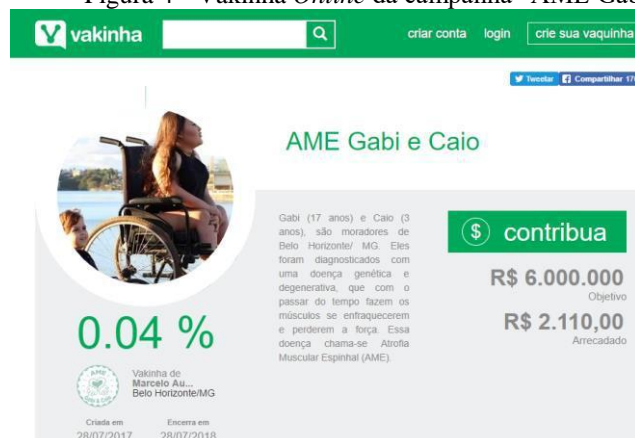 Figura 4 - Vakinha Online da campanha "AME Gabi
vakinha
criar conta login crie sua vaquinha
Tweetar Compartilhar
AME Gabi e Caio
Gabi (17 anos) e Caio (3
anos), são moradores de
Belo Horizonte/ MG. Eles
foram diagnosticados com
uma doença genética e
degenerativa, que com o
passar do tempo fazem os
músculos se enfraquecerem
e perderem a força. Essa
doença chama-se Atrofia
Muscular Espinhal (AME).
$ contribua
R$ 6.000.000
Objetivo
R$ 2.110,00
Arrecadado
0.04 %
AME
Gabi & Caio
Vakinha de
Marcelo Au...
Belo Horizonte/MG
Criada em Encerra em
28/07/2017 28/07/2018